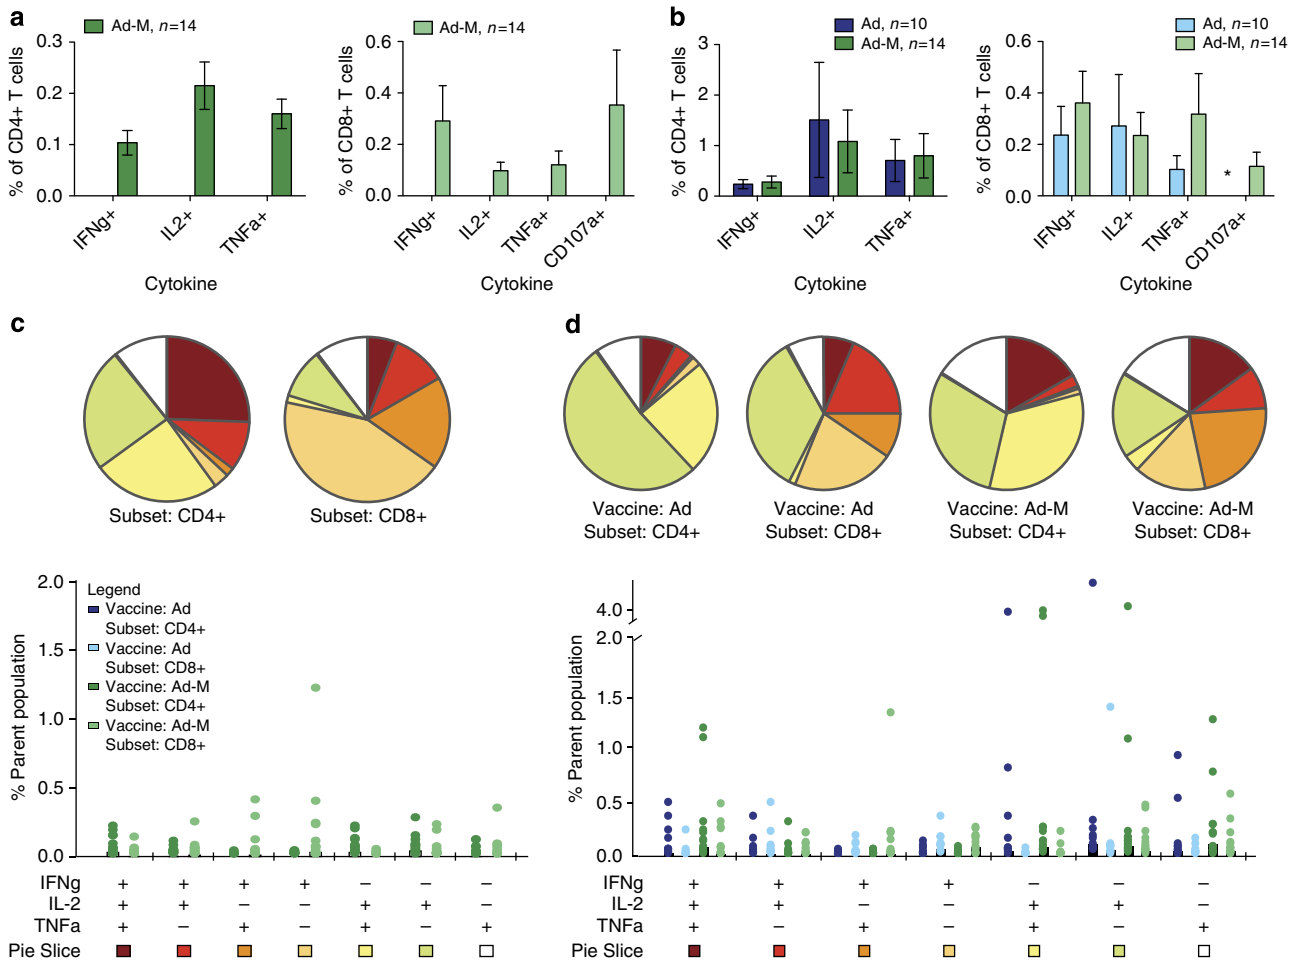 a
Ad-M, n=14
% of CD4+ T cells
0.3
0.2
0.1
0.0
IFNg+
IL2+
TNFa+
Cytokine
Ad-M, n=14
% of CD8+ T cells
0.6
0.4
0.2
0.0
IFNg+
IL2+
TNFa+
CD107a+
Cytokine
b
Ad, n=10
Ad-M, n=14
% of CD4+ T cells
3
2
1
0
IFNg+
IL2+
TNFa+
Cytokine
Ad, n=10
Ad-M, n=14
% of CD8+ T cells
0.6
0.4
0.2
0.0
*
IFNg+
IL2+
TNFa+
CD107a+
Cytokine
c
Subset: CD4+
Subset: CD8+
% Parent population
2.0
1.5
1.0
0.5
0.0
Legend
Vaccine: Ad
Subset: CD4+
Vaccine: Ad
Subset: CD8+
Vaccine: Ad-M
Subset: CD4+
Vaccine: Ad-M
Subset: CD8+
IFNg + + + + − − −
IL-2 + + − − + + −
TNFa + − + − + − +
Pie Slice
d
Vaccine: Ad
Subset: CD4+
Vaccine: Ad
Subset: CD8+
Vaccine: Ad-M
Subset: CD4+
Vaccine: Ad-M
Subset: CD8+
% Parent population
4.0
2.0
1.5
1.0
0.5
0.0
IFNg + + + + − − −
IL-2 + + − − + + −
TNFa + − + − + − +
Pie Slice